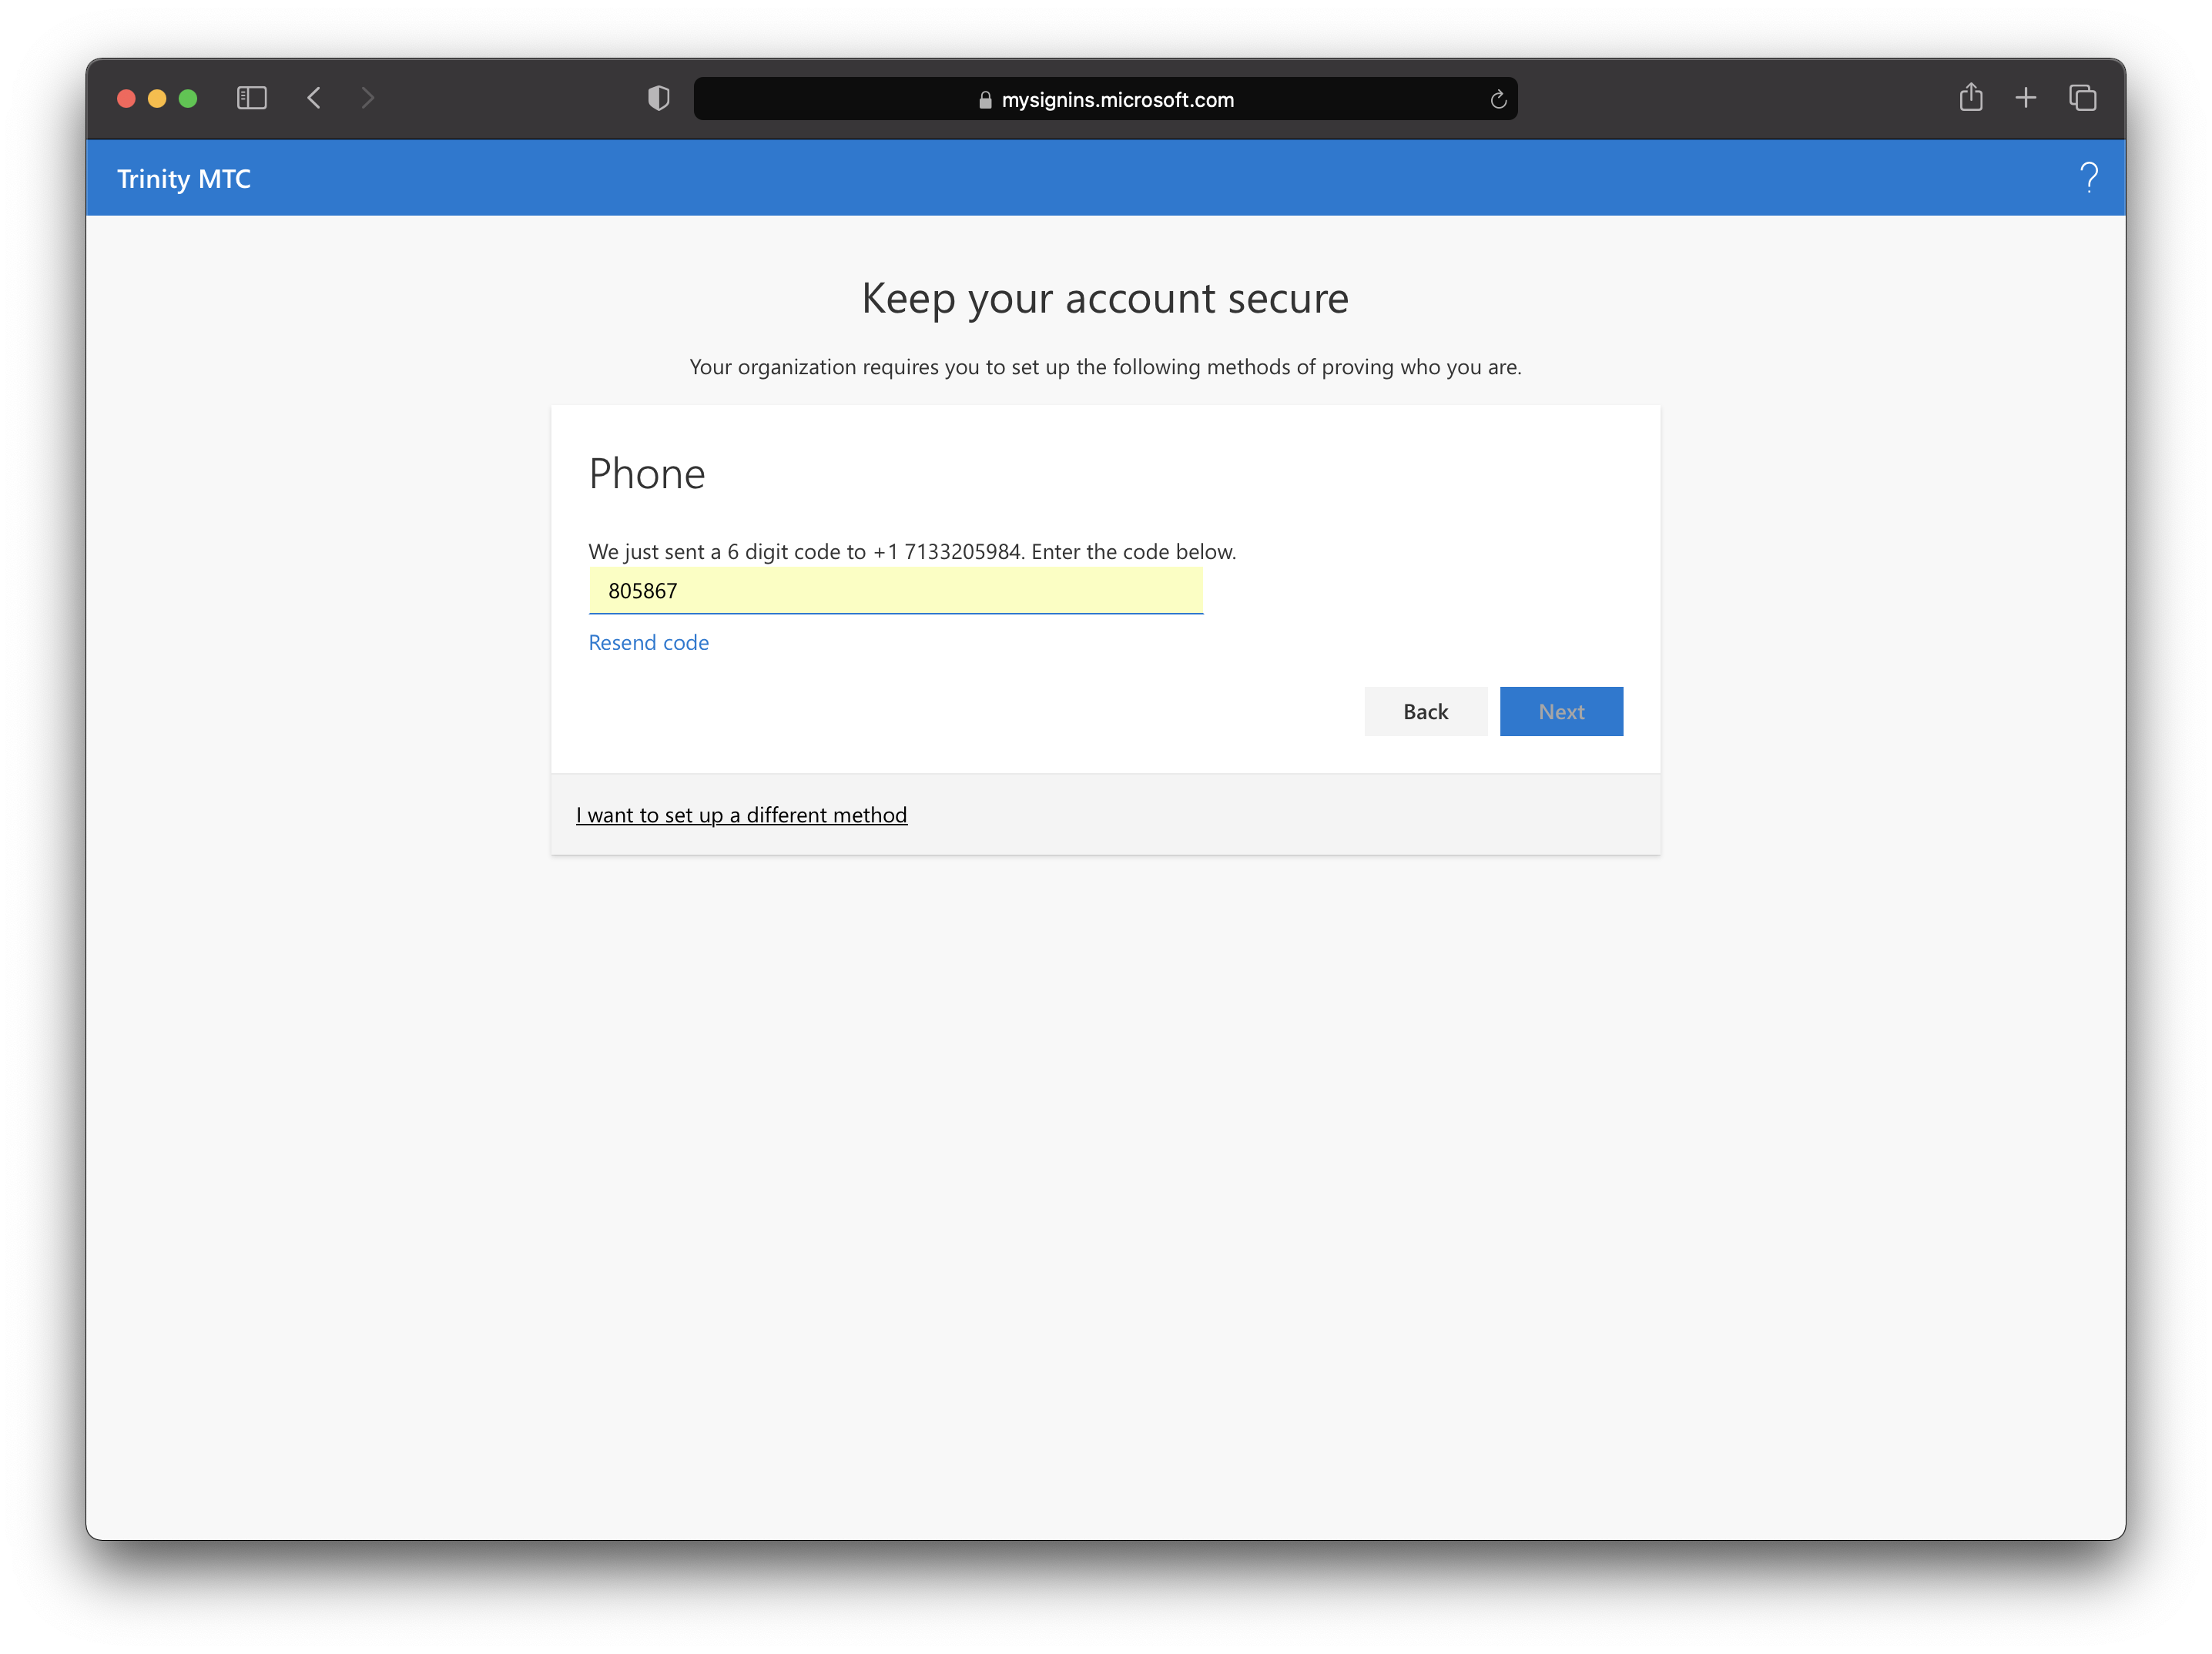 mysignins.microsoft.com
Trinity MTC
?
Keep your account secure
Your organization requires you to set up the following methods of proving who you are.
Phone
We just sent a 6 digit code to +1 7133205984. Enter the code below.
805867
Resend code
Back
Next
I want to set up a different method